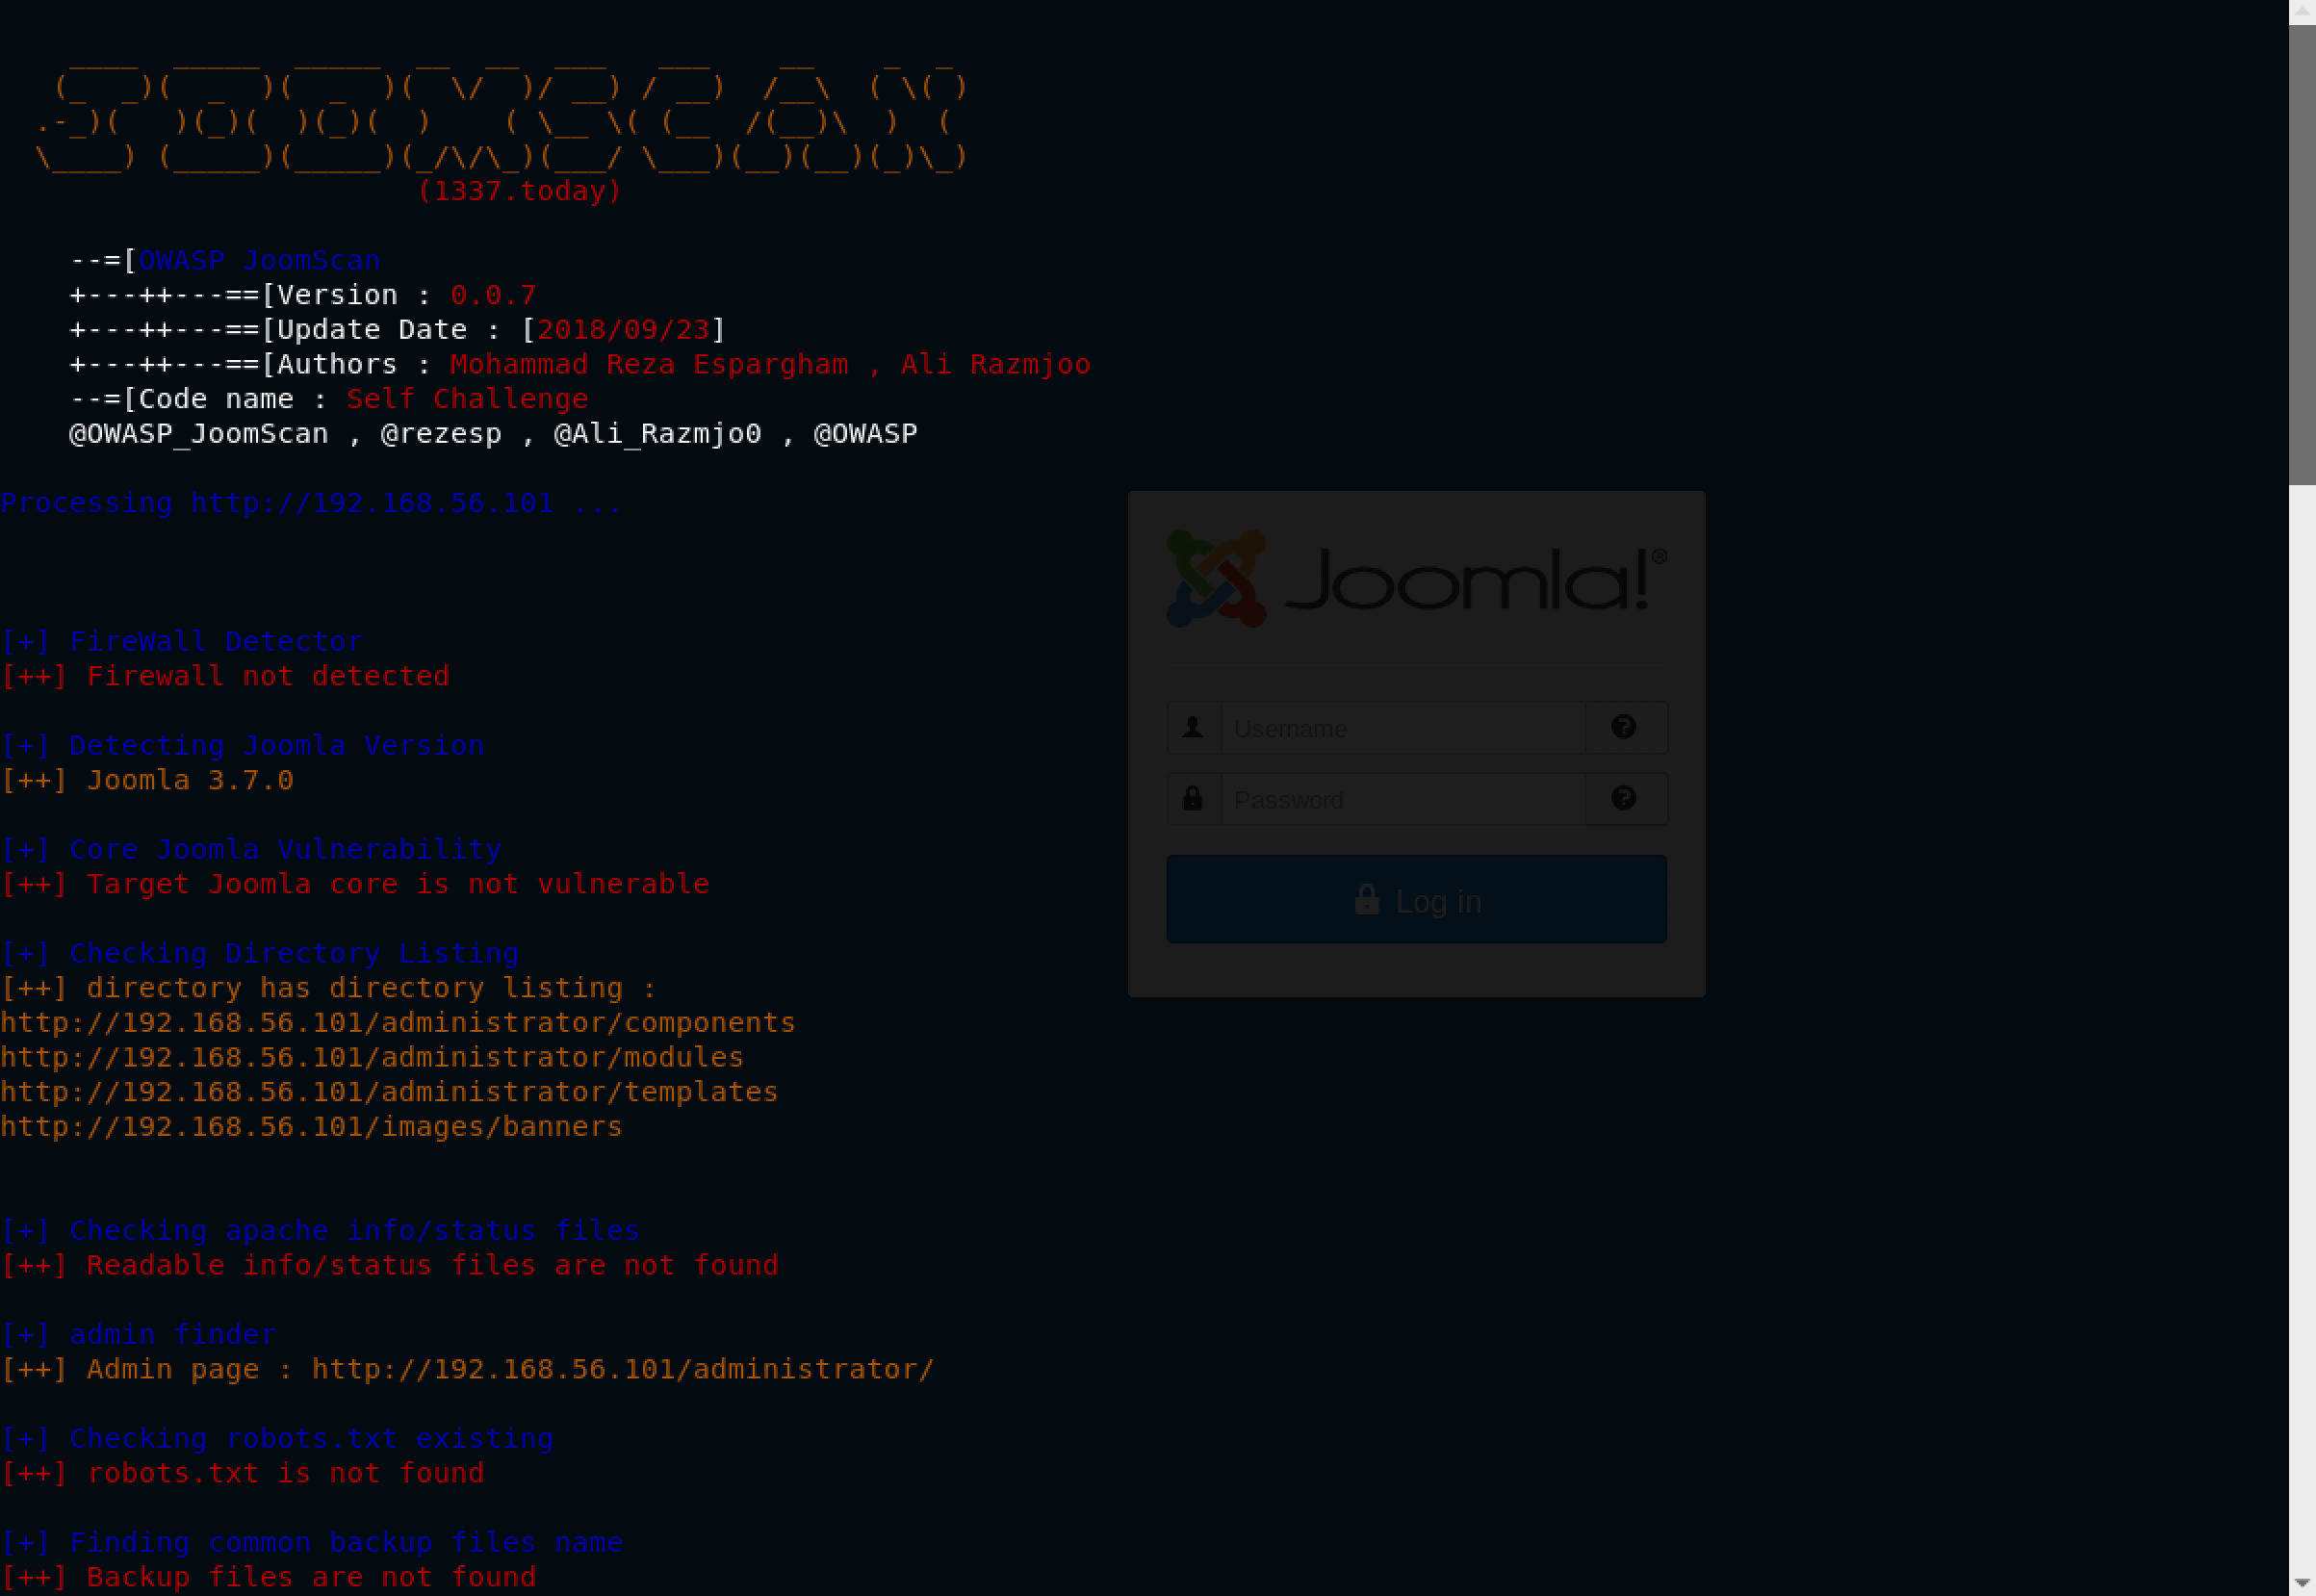 (1337.today)
--=[OWASP JoomScan
+---++---==[Version : 0.0.7
+---++---==[Update Date : [2018/09/23]
+---++---==[Authors : Mohammad Reza Espargham , Ali Razmjoo
--=[Code name : Self Challenge
@OWASP_JoomScan , @rezesp , @Ali_Razmjo0 , @OWASP
Processing http://192.168.56.101 ...
[+] FireWall Detector
[++] Firewall not detected
[+] Detecting Joomla Version
[++] Joomla 3.7.0
[+] Core Joomla Vulnerability
[++] Target Joomla core is not vulnerable
[+] Checking Directory Listing
[++] directory has directory listing :
http://192.168.56.101/administrator/components
http://192.168.56.101/administrator/modules
http://192.168.56.101/administrator/templates
http://192.168.56.101/images/banners
[+] Checking apache info/status files
[++] Readable info/status files are not found
[+] admin finder
[++] Admin page : http://192.168.56.101/administrator/
[+] Checking robots.txt existing
[++] robots.txt is not found
[+] Finding common backup files name
[++] Backup files are not found
Joomla!®
Username
Password
Log in